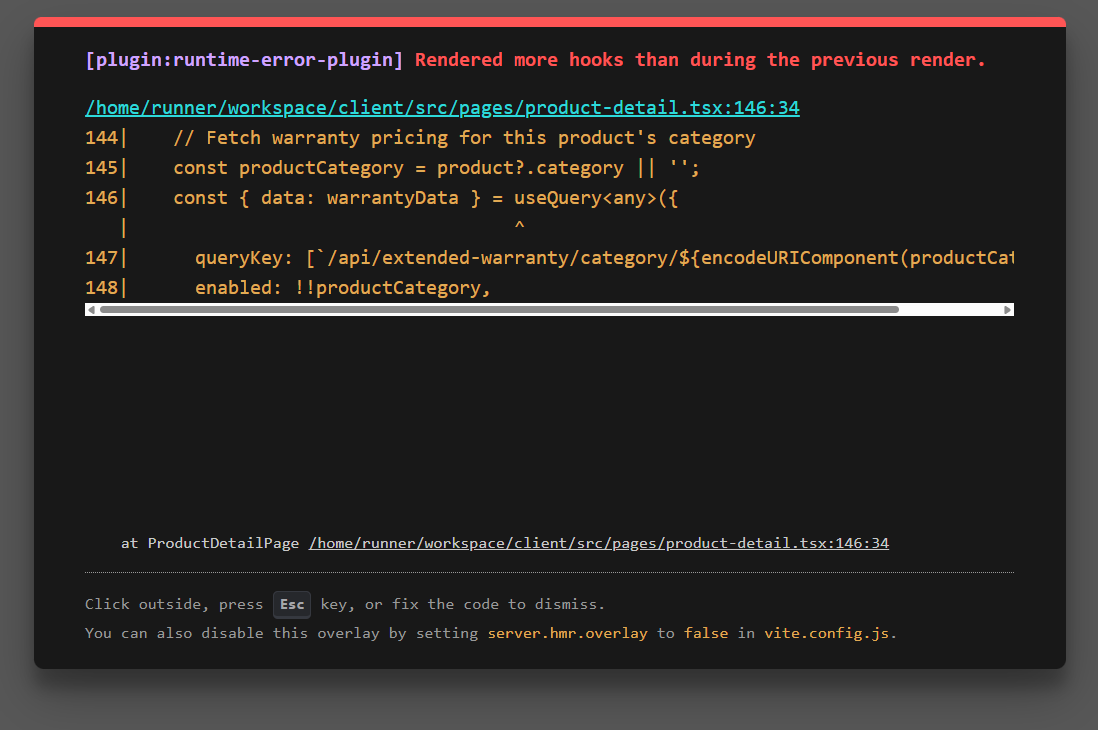 [plugin:runtime-error-plugin] Rendered more hooks than during the previous render.
/home/runner/workspace/client/src/pages/product-detail.tsx:146:34
144|    // Fetch warranty pricing for this product's category
145|    const productCategory = product?.category || '';
146|    const { data: warrantyData } = useQuery<any>({
   |                                   ^
147|      queryKey: [`/api/extended-warranty/category/${encodeURIComponent(productCat
148|      enabled: !!productCategory,
at ProductDetailPage /home/runner/workspace/client/src/pages/product-detail.tsx:146:34
Click outside, press Esc key, or fix the code to dismiss.
You can also disable this overlay by setting server.hmr.overlay to false in vite.config.js.